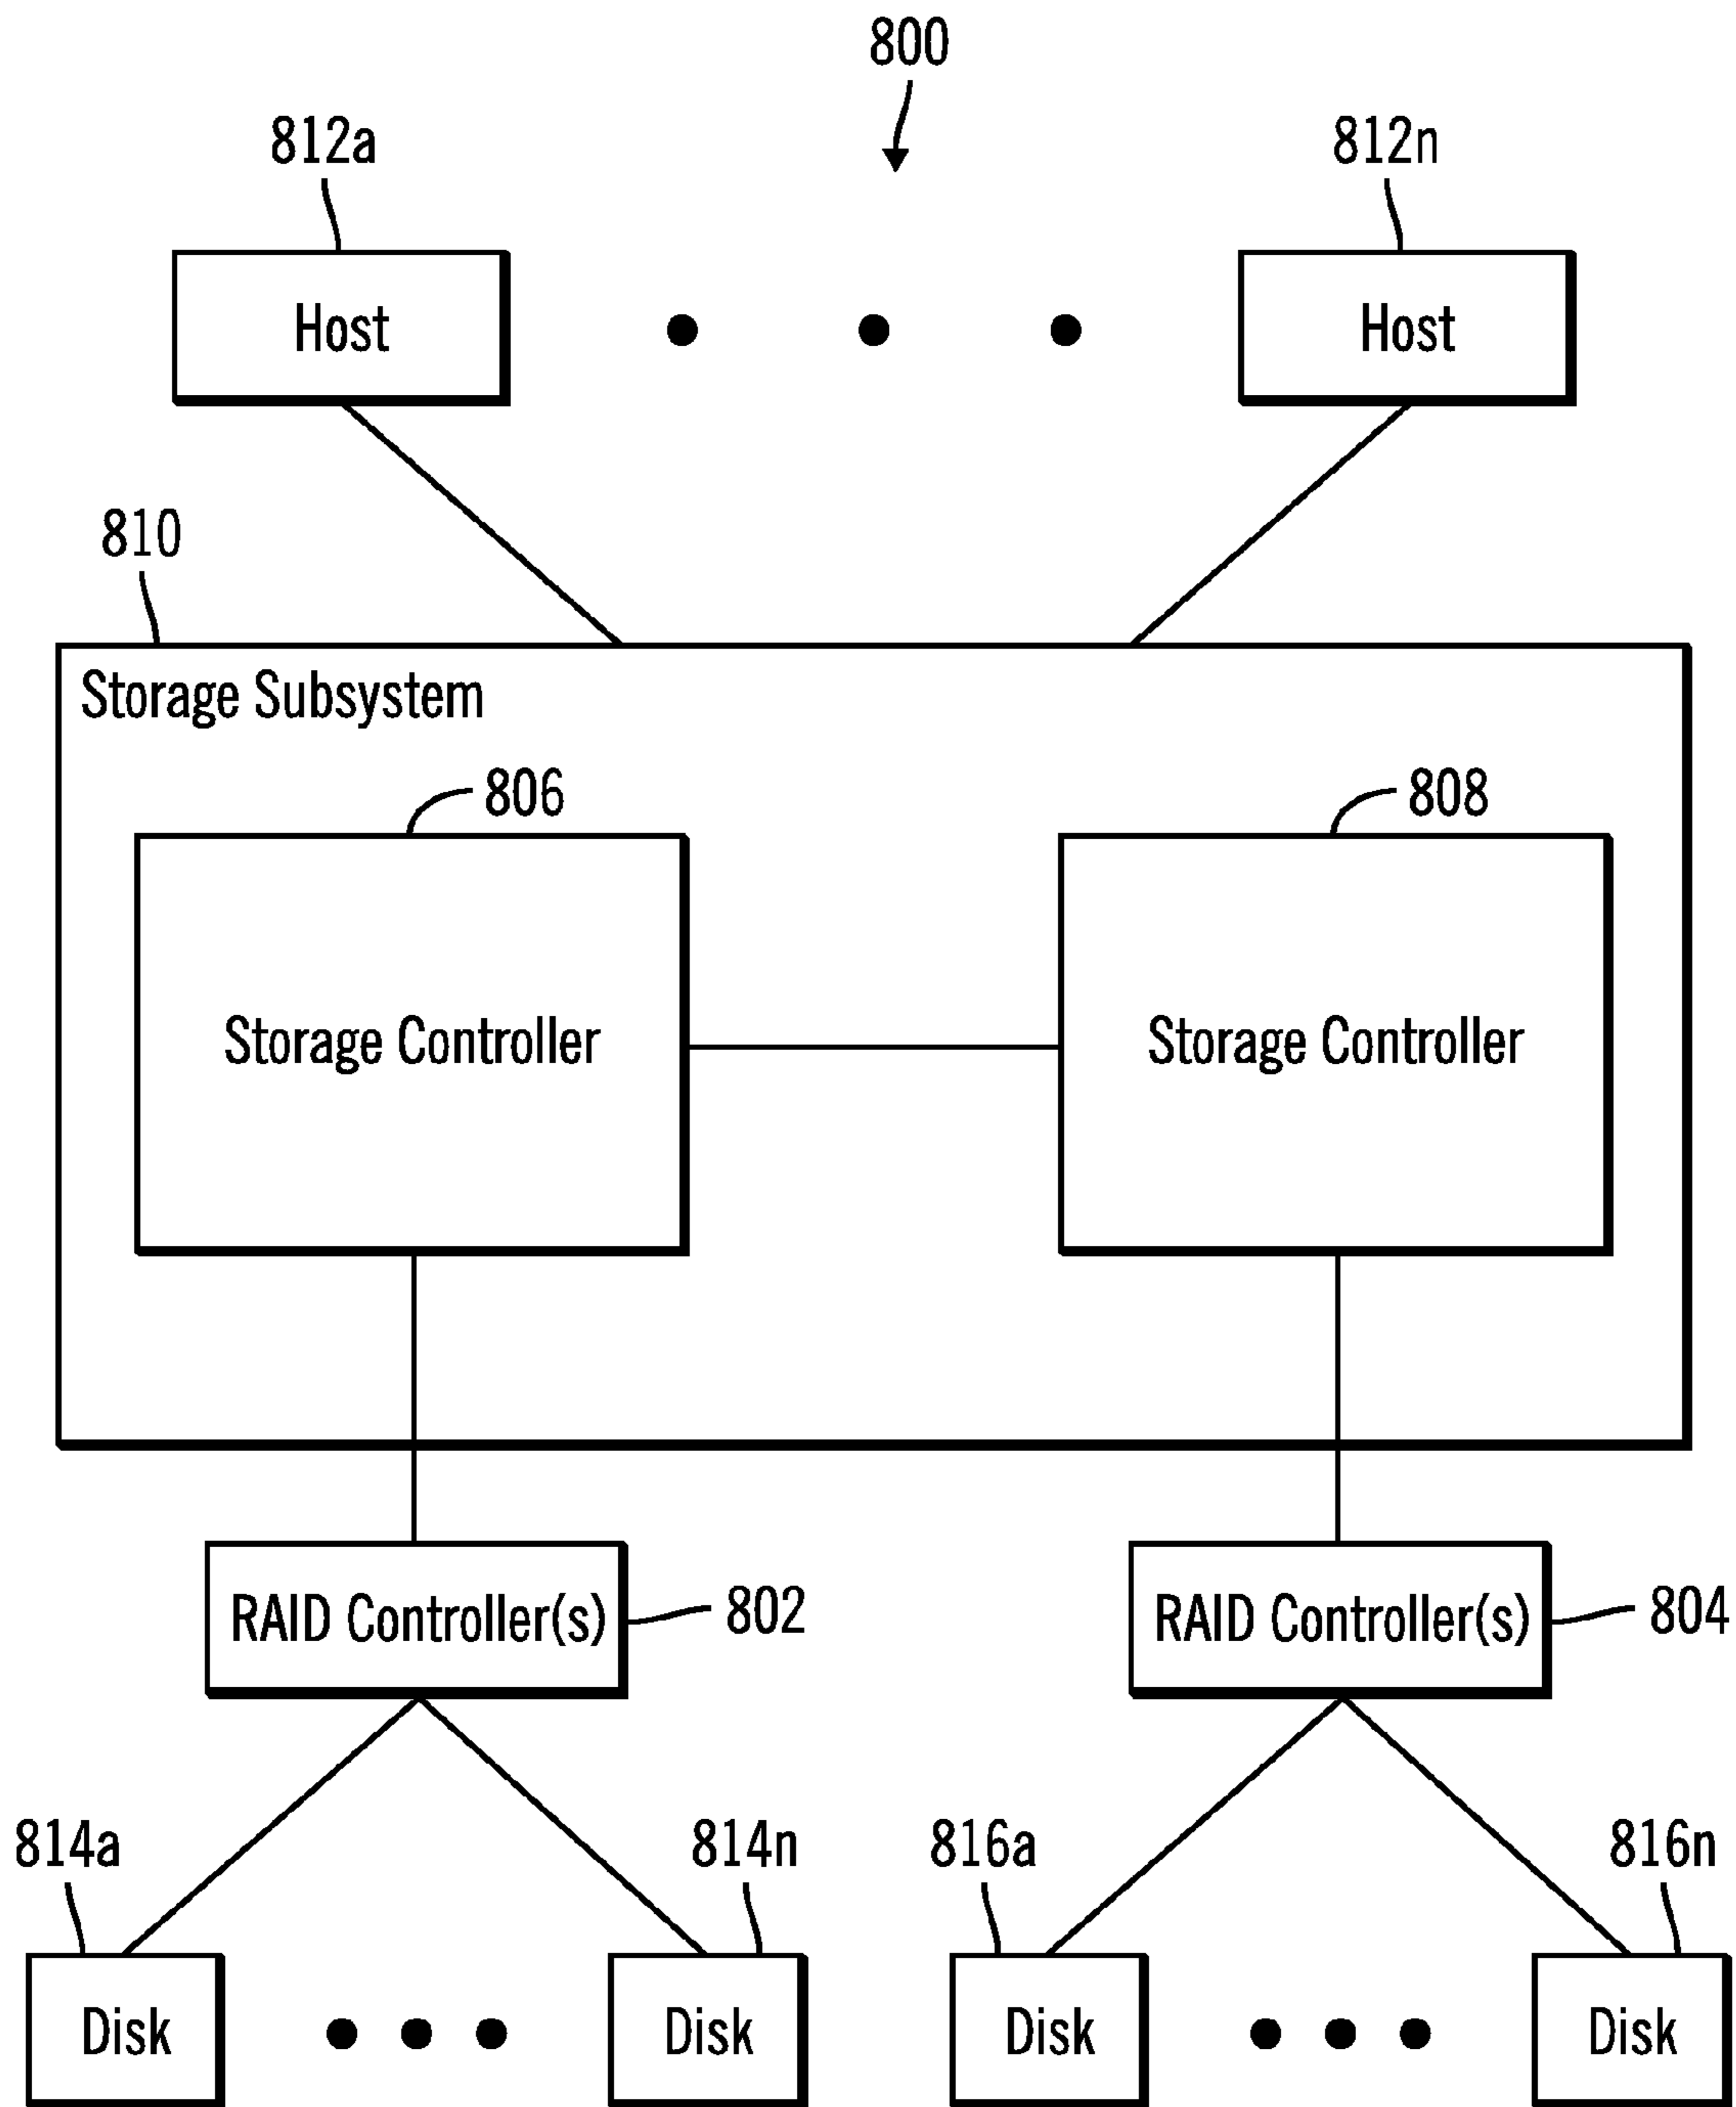 800
812a
812n
Host
Host
810
Storage Subsystem
806
808
Storage Controller
Storage Controller
RAID Controller(s)
802
RAID Controller(s)
804
814a
814n
816a
816n
Disk
Disk
Disk
Disk